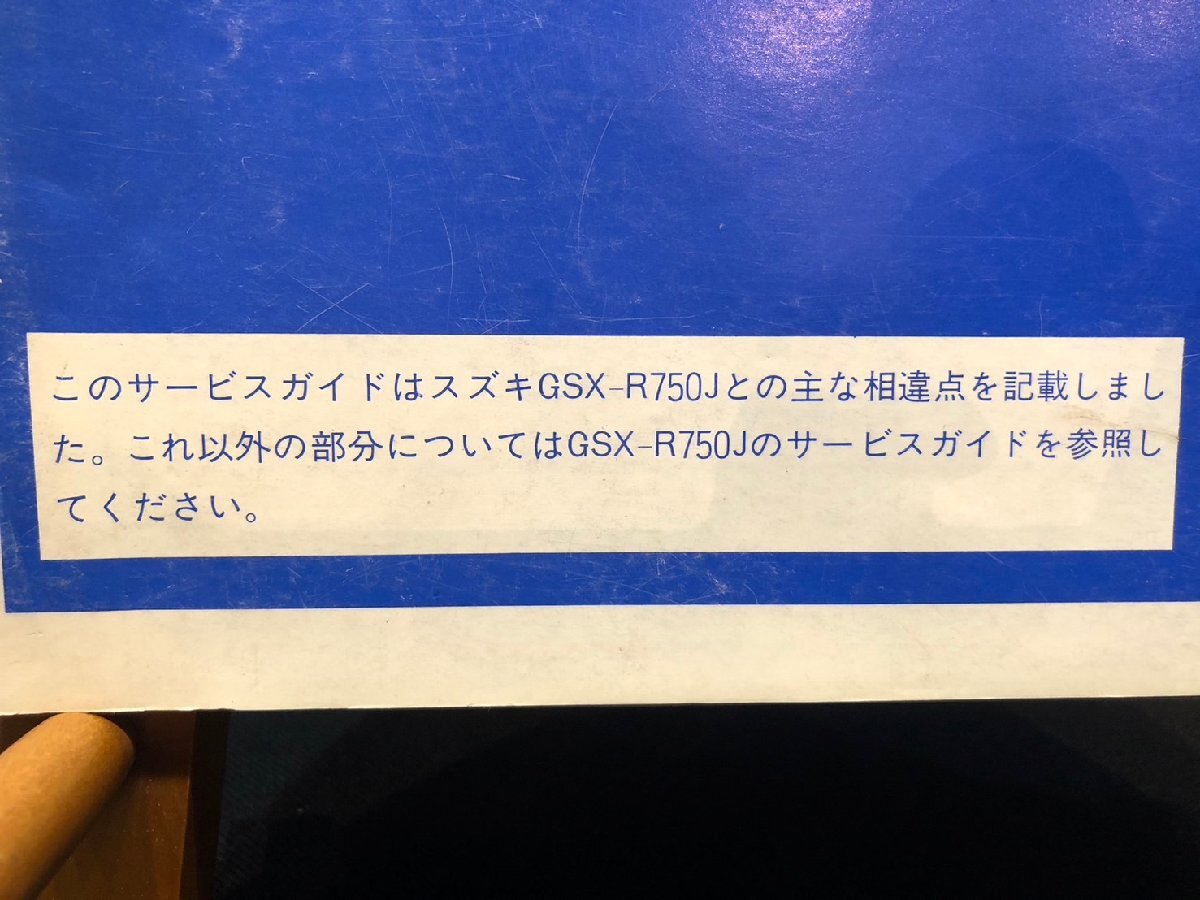 このサービスガイドはスズキGSX-R750Jとの主な相違点を記載しまし
た。これ以外の部分についてはGSX-R750Jのサービスガイドを参照し
てください。